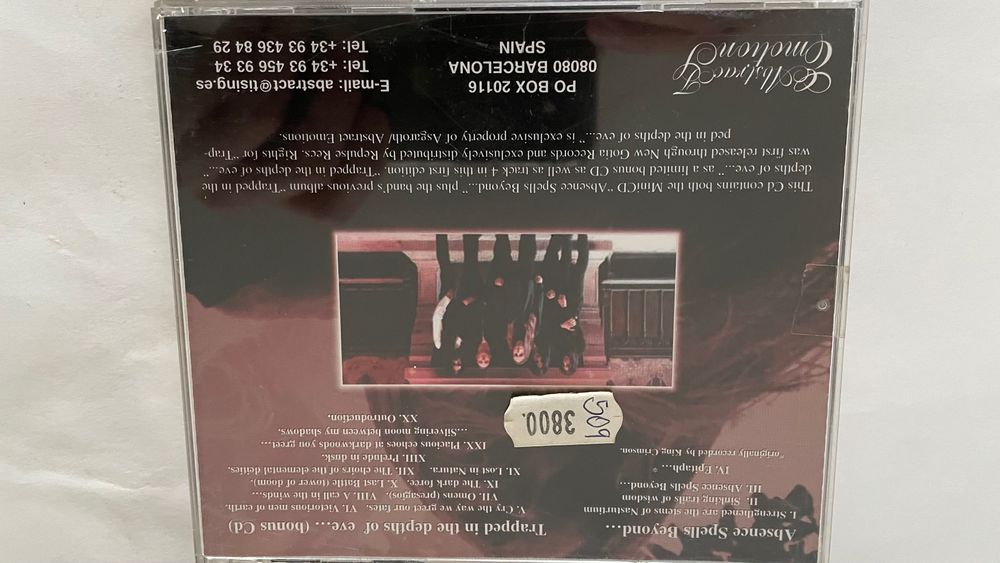 Absence Spells Beyond...
I. Strengthened are the stems of Nasturtium
II. Sinking trails of wisdom
III. Absence Spells Beyond...
IV. Epitaph... *
*originally recorded by King Crimson.
Trapped in the depths of eve... (bonus Cd)
V. Cry the way we greet our fates. VI. Victorious men of earth.
VII. Omens (presagios). VIII. A call in the winds...
IX. The dark force. X. Last Battle (tower of doom).
XI. Lost in Natura. XII. The Choirs of the elemental deities.
XIII. Prelude in dusk.
IXX. Placious echoes at darkwoods you greet...
...Silvering moon between my shadows.
XX. Outroduction.
509
3800.
This Cd contains both the MiniCD "Absence Spells Beyond..." plus the band's previous album "Trapped in the
depths of eve..." as a limited bonus CD as well as track 4 in this first edition. "Trapped in the depths of eve..."
was first released through New Gotia Records and exclusively distributed by Repulse Recs. Rights for "Trap-
ped in the depths of eve..." is exclusive property of Asgaroth/ Abstract Emotion.
Abstract
Emotion
PO BOX 20116
08080 BARCELONA
SPAIN
E-mail: abstract@tising.es
Tel: +34 93 456 93 34
Tel: +34 93 436 84 29